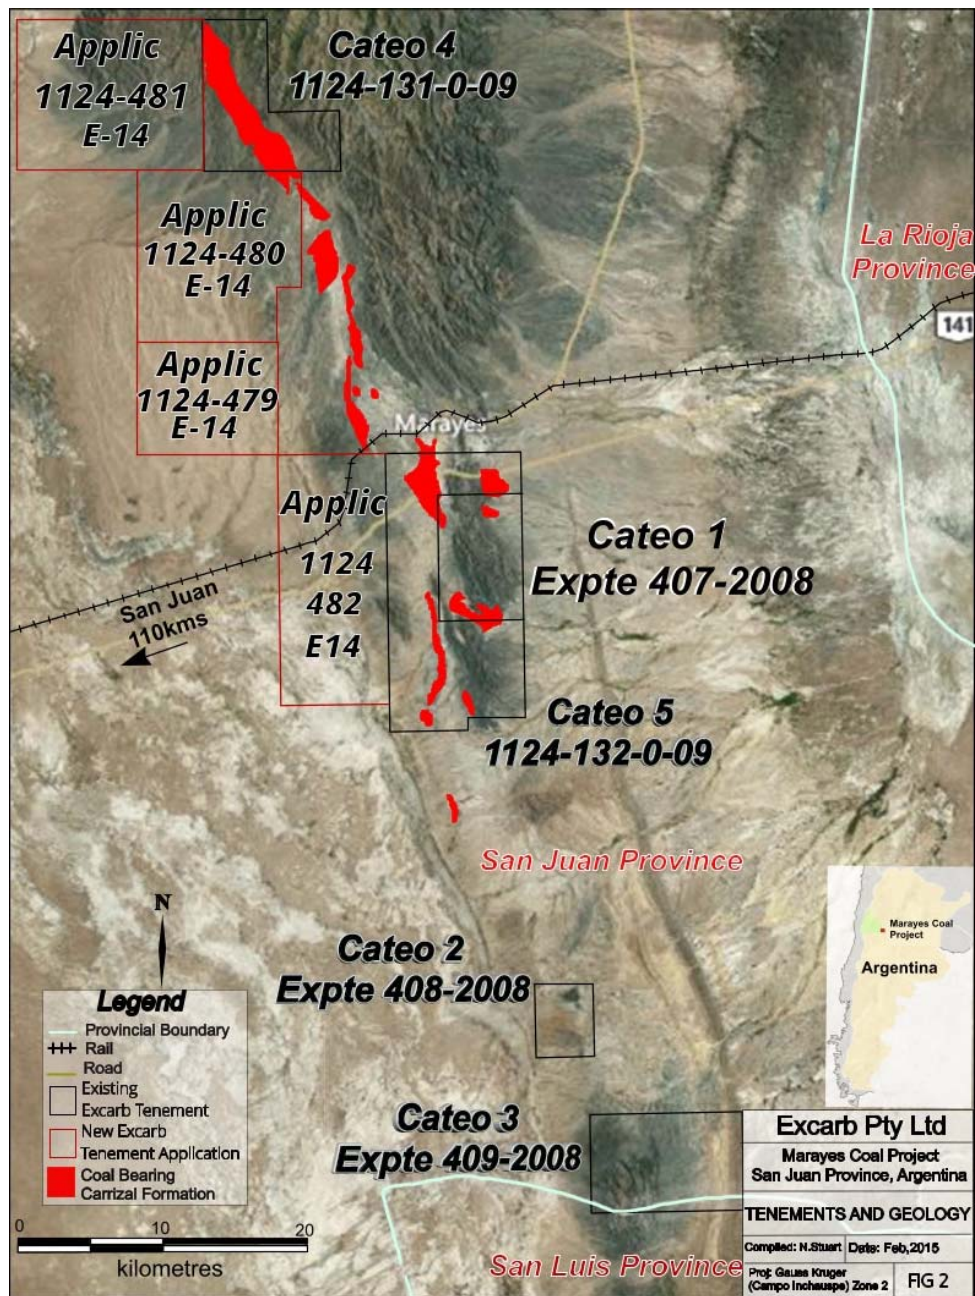 Applic
1124-481
E-14
Cateo 4
1124-131-0-09
Applic
1124-480
E-14
La Rioja
Province
141
Applic
1124-479
E-14
Marayes
Applic
1124
482
E14
Cateo 1
Expte 407-2008
San Juan
110kms
Cateo 5
1124-132-0-09
San Juan Province
Marayes Coal
Project
Argentina
N
Cateo 2
Expte 408-2008
Legend
Provincial Boundary
Rail
Road
Existing
Excarb Tenement
New Excarb
Tenement Application
Coal Bearing
Carrizal Formation
Cateo 3
Expte 409-2008
0 20
kilometres
San Luis Province
Excarb Pty Ltd
Marayes Coal Project
San Juan Province, Argentina
TENEMENTS AND GEOLOGY
Compiled: N.Stuart Date: Feb,2015
Proj: Gauss Kruger
(Campo Inchauspe) Zone 2
FIG 2